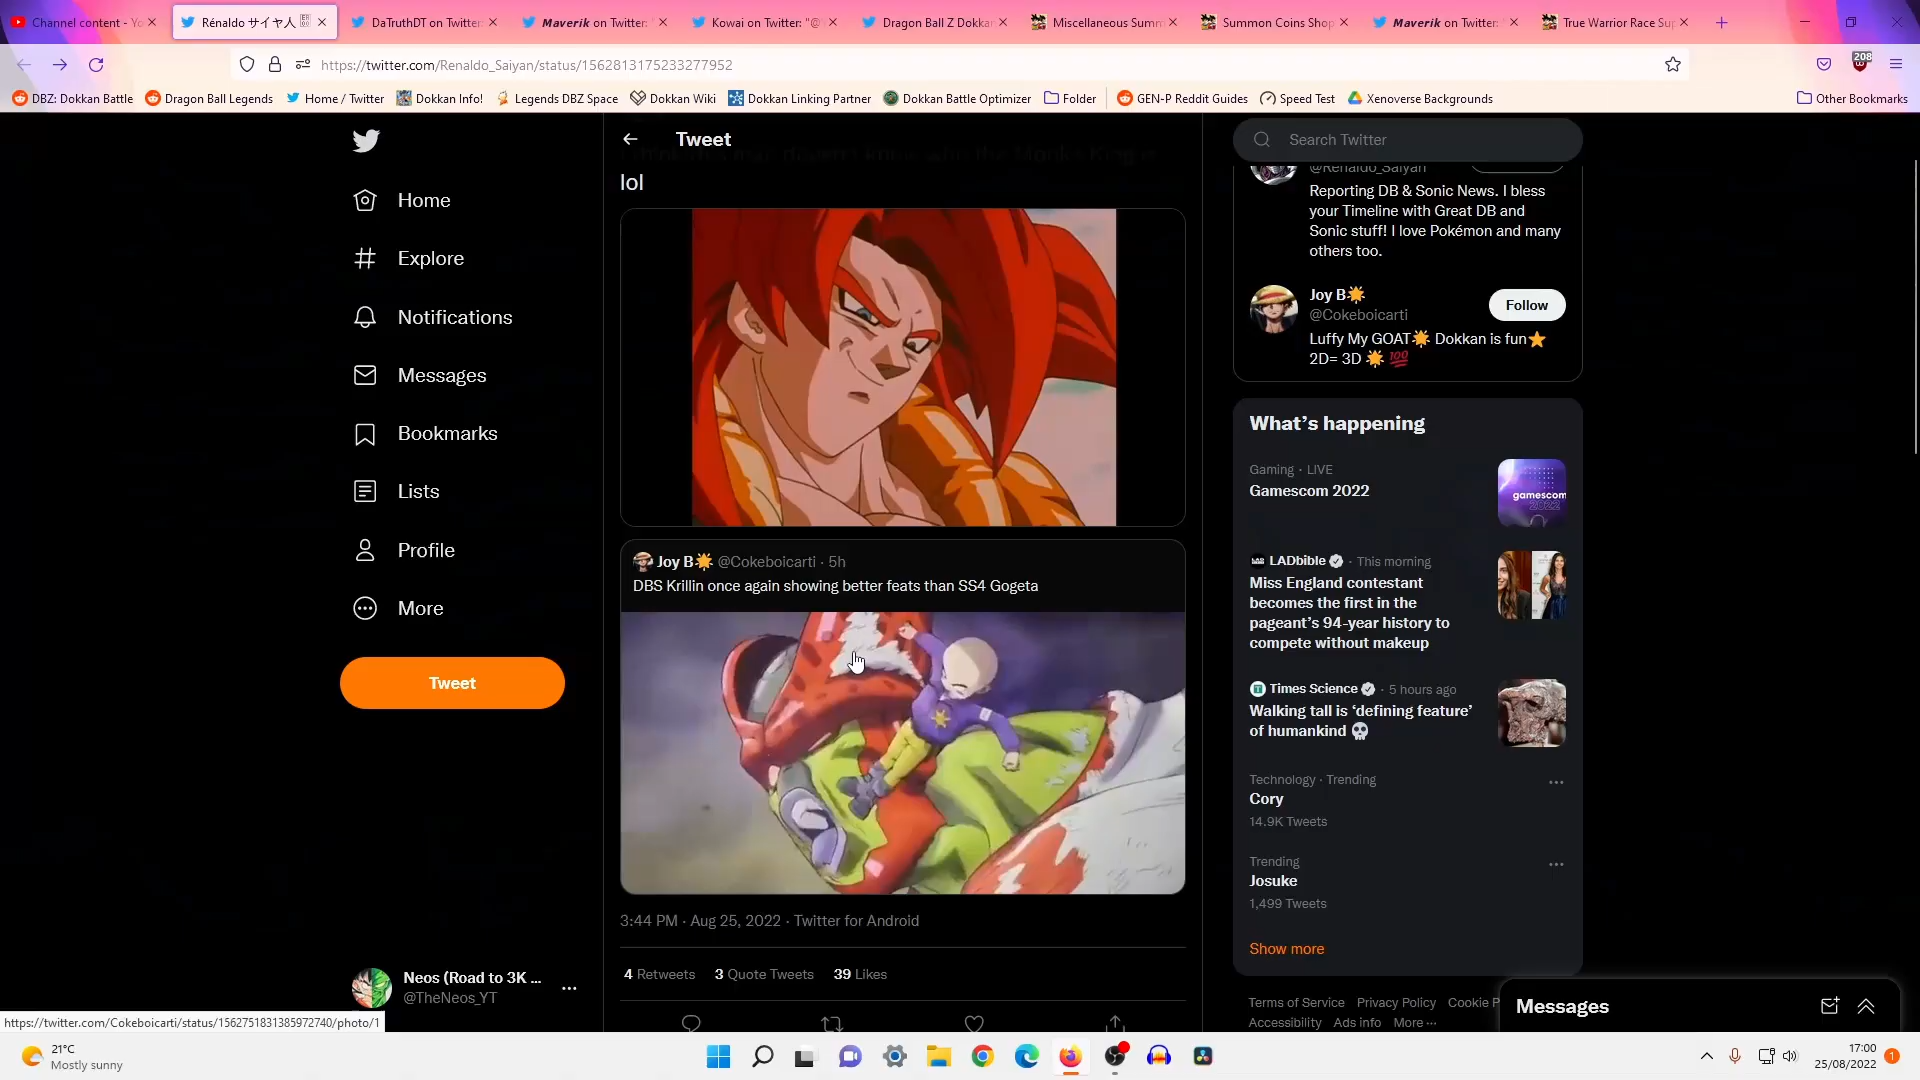 Channel content - Yo
Rénaldo サイヤ人
DaTruthDT on Twitter:
Maverik on Twitter: "
Kowai on Twitter: "@
Dragon Ball Z Dokkan
Miscellaneous Summ
Summon Coins Shop
Maverik on Twitter:
True Warrior Race Sup
https://twitter.com/Renaldo_Saiyan/status/1562813175233277952
208
DBZ: Dokkan Battle
Dragon Ball Legends
Home / Twitter
Dokkan Info!
Legends DBZ Space
Dokkan Wiki
Dokkan Linking Partner
Dokkan Battle Optimizer
Folder
GEN-P Reddit Guides
Speed Test
Xenoverse Backgrounds
Other Bookmarks
Home
Explore
Notifications
Messages
Bookmarks
Lists
Profile
More
Tweet
Neos (Road to 3K ...
@TheNeos_YT
https://twitter.com/Cokeboicarti/status/1562751831385972740/photo/1
Tweet
lol
Joy B🌟 @Cokeboicarti · 5h
DBS Krillin once again showing better feats than SS4 Gogeta
3:44 PM · Aug 25, 2022 · Twitter for Android
4 Retweets 3 Quote Tweets 39 Likes
Search Twitter
@Renaldo_Saiyan
Reporting DB & Sonic News. I bless
your Timeline with Great DB and
Sonic stuff! I love Pokémon and many
others too.
Joy B🌟
@Cokeboicarti
Follow
Luffy My GOAT🌟 Dokkan is fun⭐
2D= 3D 🌟 💯
What's happening
Gaming · LIVE
Gamescom 2022
gamescom
2022
LADbible · This morning
Miss England contestant
becomes the first in the
pageant's 94-year history to
compete without makeup
Times Science · 5 hours ago
Walking tall is 'defining feature'
of humankind 💀
Technology · Trending
Cory
14.9K Tweets
Trending
Josuke
1,499 Tweets
Show more
Terms of Service Privacy Policy Cookie P
Accessibility Ads info More ···
Messages
21°C
Mostly sunny
17:00
25/08/2022
1